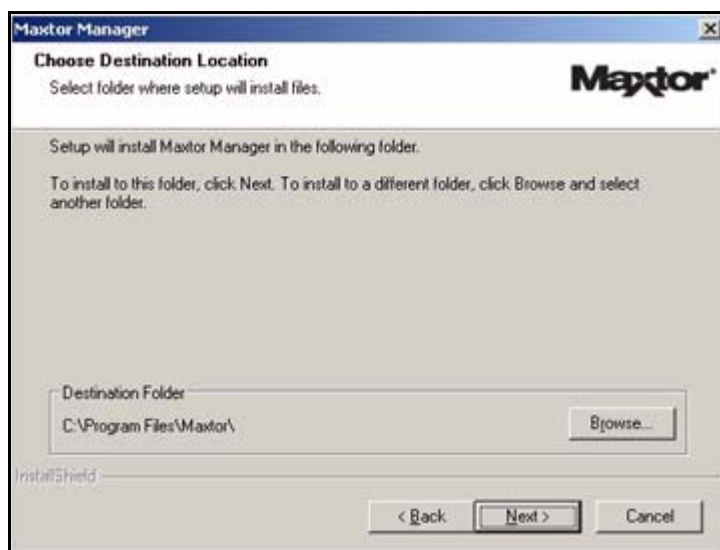 Maxtor Manager
Choose Destination Location
Select folder where setup will install files.
Maxtor
Setup will install Maxtor Manager in the following folder.
To install to this folder, click Next. To install to a different folder, click Browse and select
another folder.
Destination Folder
C:\Program Files\Maxtor\
Browse...
InstallShield
< Back
Next >
Cancel